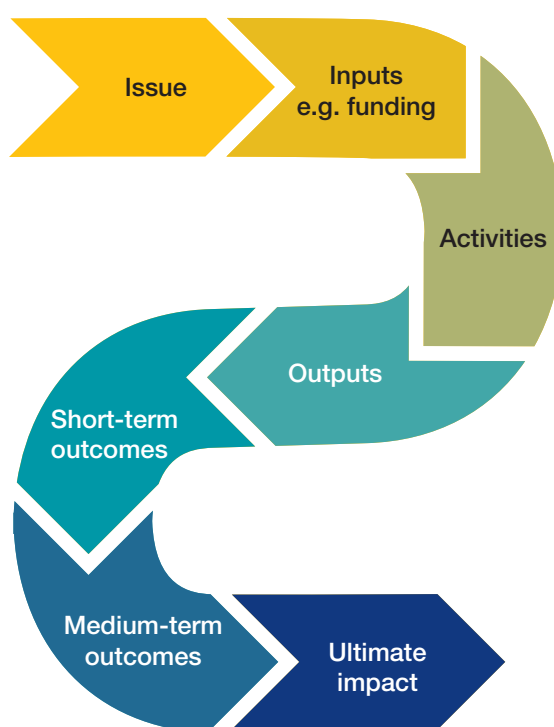 Issue
Inputs
e.g. funding
Activities
Outputs
Short-term
outcomes
Medium-term
outcomes
Ultimate
impact